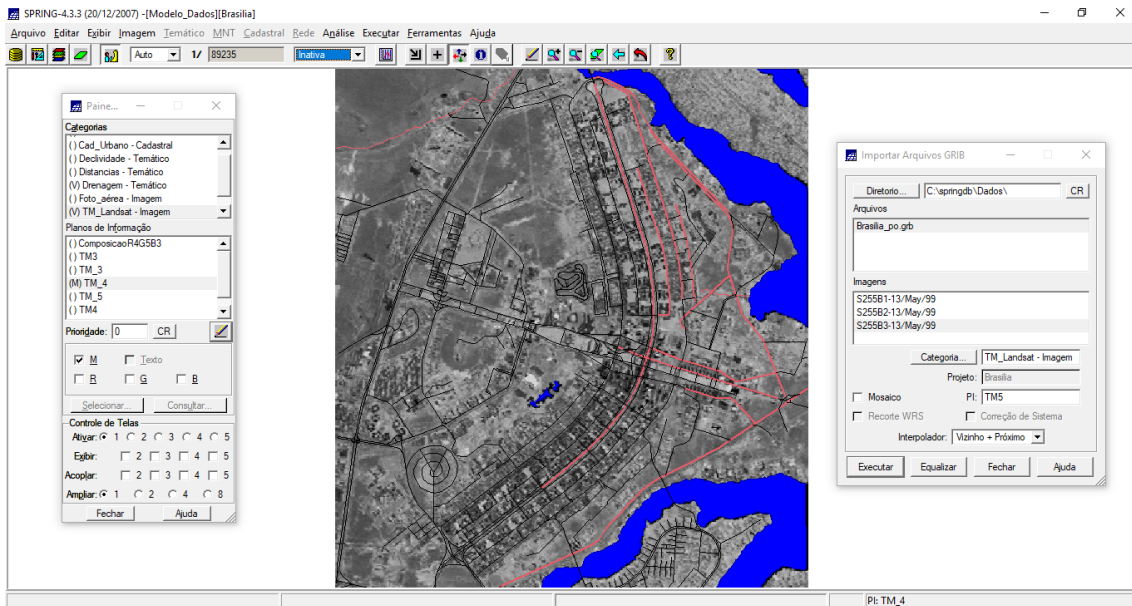 SPRING-4.3.3 (20/12/2007) -[Modelo_Dados][Brasilia]
Arquivo Editar Exibir Imagem Temático MNT Cadastral Rede Análise Executar Ferramentas Ajuda
Auto 1/ 89235 Inativa
Paine...
Categorias
( ) Cad_Urbano - Cadastral
( ) Declividade - Temático
( ) Distancias - Temático
(V) Drenagem - Temático
( ) Foto_aérea - Imagem
(V) TM_Landsat - Imagem
Planos de Informação
( ) ComposicaoR4G5B3
( ) TM3
( ) TM_3
(M) TM_4
( ) TM_5
( ) TM4
Prioridade: 0 CR
M Texto
R G B
Selecionar... Consultar...
Controle de Telas
Ativar: 1 2 3 4 5
Exibir: 2 3 4 5
Acoplar: 2 3 4 5
Ampliar: 1 2 4 8
Fechar Ajuda
Importar Arquivos GRIB
Diretorio... C:\springdb\Dados\ CR
Arquivos
Brasilia_po.grb
Imagens
S255B1-13/May/99
S255B2-13/May/99
S255B3-13/May/99
Categoria... TM_Landsat - Imagem
Projeto: Brasilia
Mosaico PI: TM5
Recorte WRS Correção de Sistema
Interpolador: Vizinho + Próximo
Executar Equalizar Fechar Ajuda
PI: TM_4